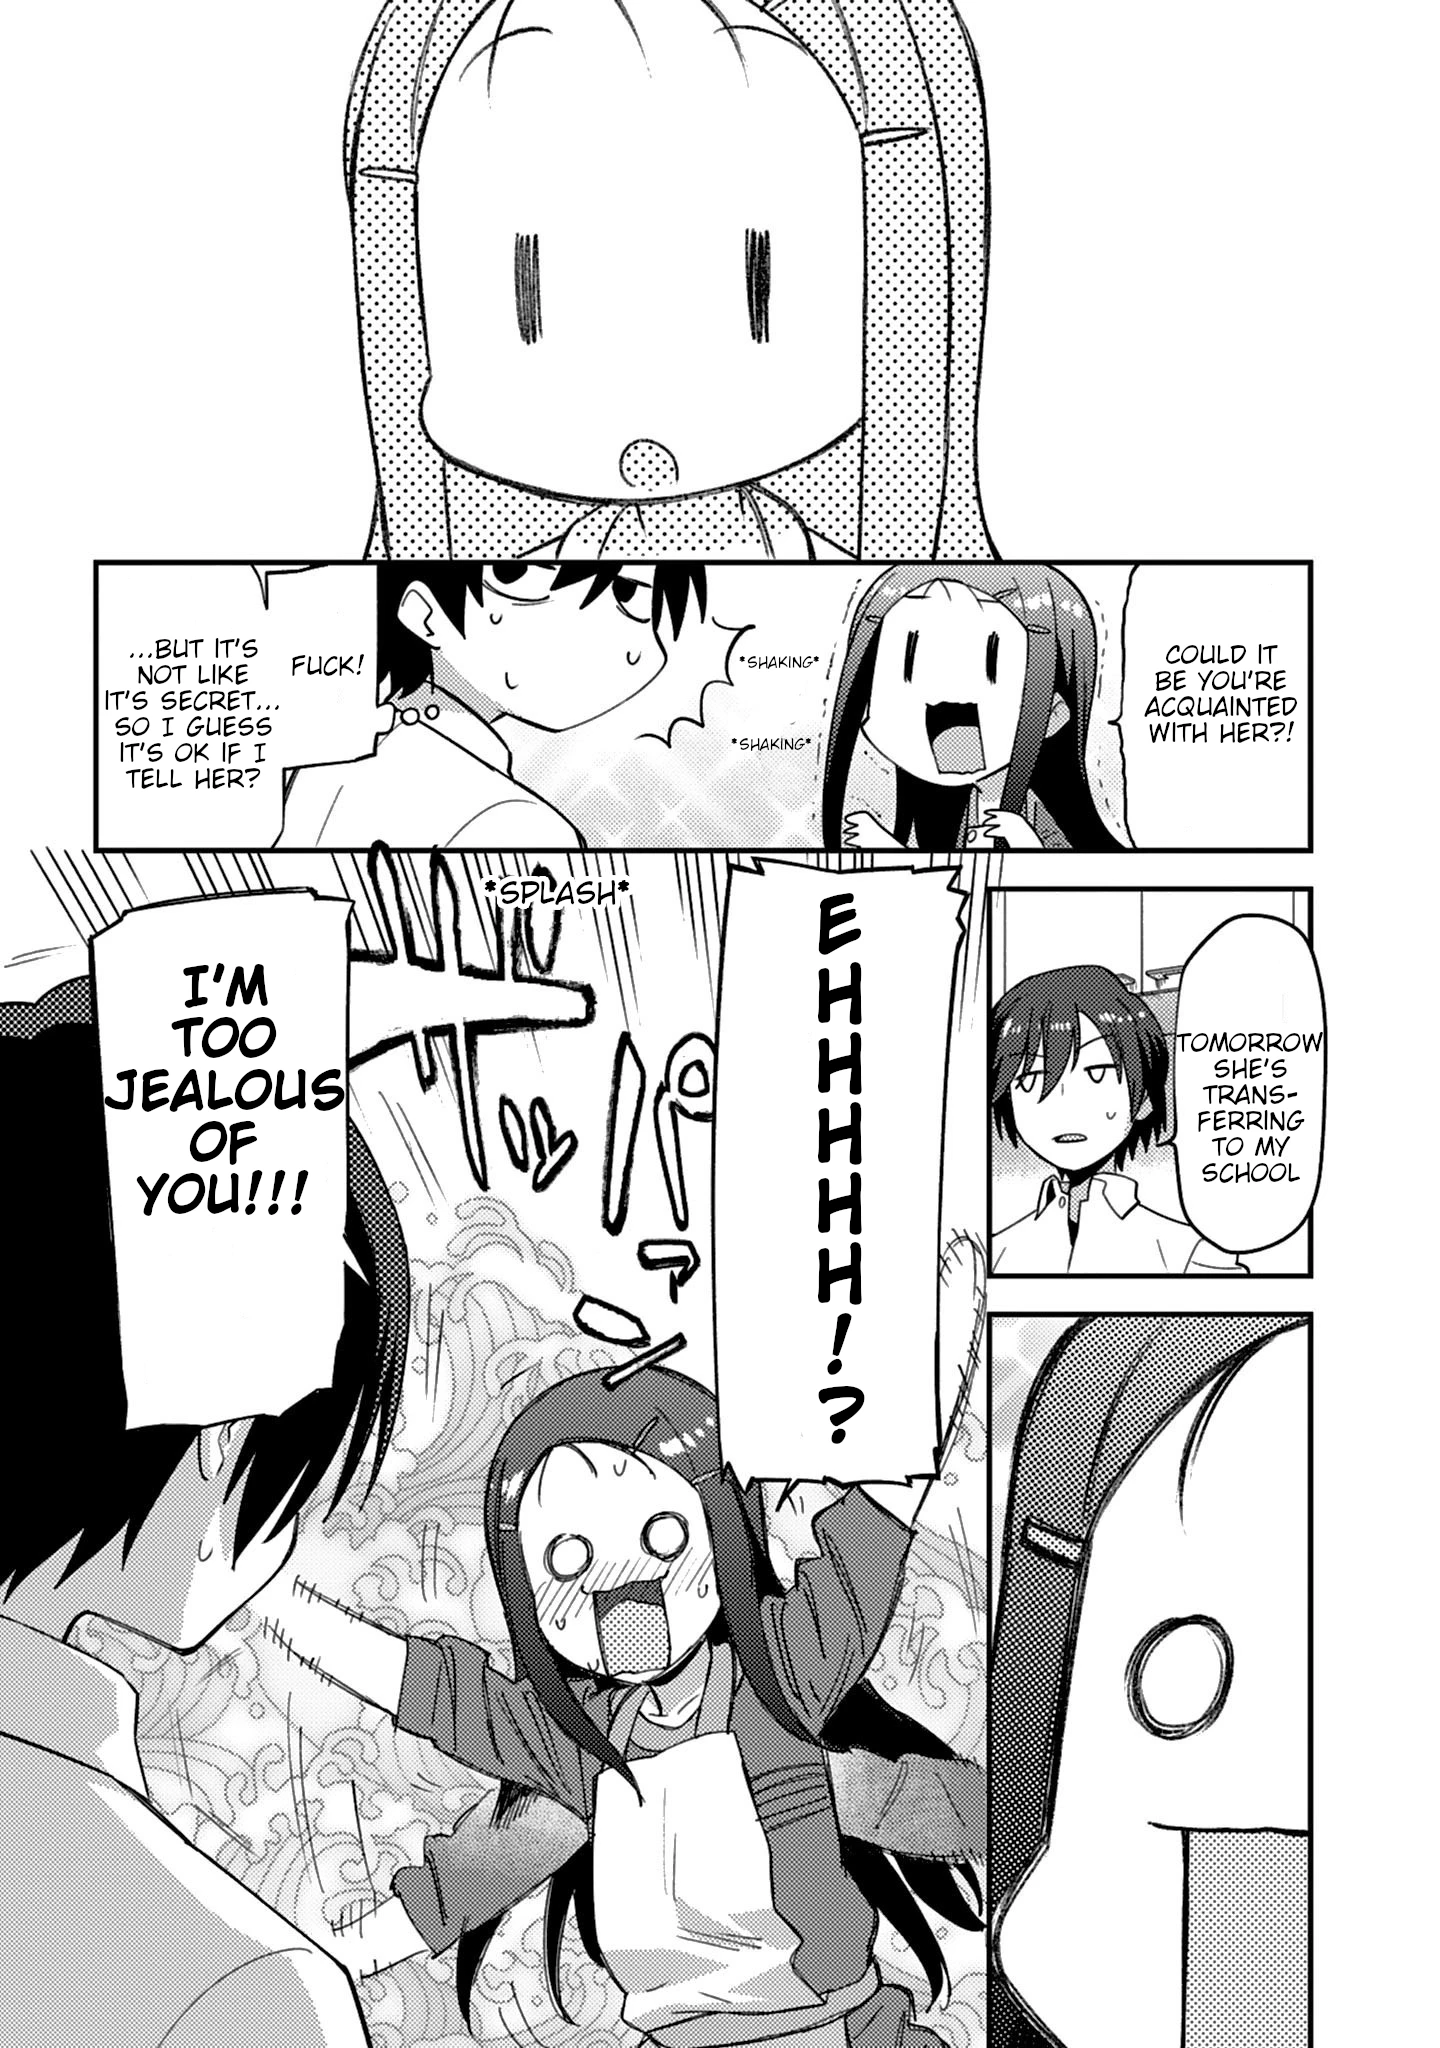 COULD IT
BE YOU'RE
ACQUAINTED
WITH HER?!
*SHAKING*
*SHAKING*
FUCK!
...BUT IT'S
NOT LIKE
IT'S SECRET...
SO I GUESS
IT'S OK IF I
TELL HER?
TOMORROW
SHE'S
TRANS-
FERRING
TO MY
SCHOOL
EHHHHH!?
*SPLASH*
I'M
TOO
JEALOUS
OF
YOU!!!